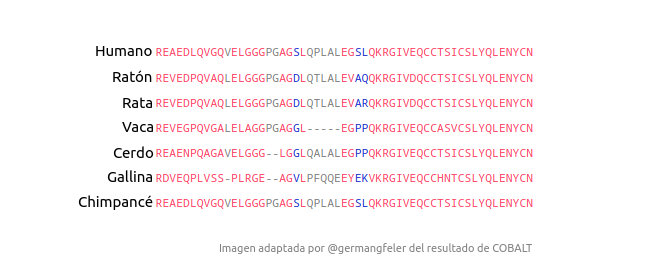 Humano REAEDLQVGQVELGGGPGAGSLQPLALEGSLQKRGIVEQCCTSICSLYQLENYCN
Ratón REVEDPQVAQLELGGGPGAGDLQTLALEVAQQKRGIVDQCCTSICSLYQLENYCN
Rata REVEDPQVAQLELGGGPGAGDLQTLALEVARQKRGIVDQCCTSICSLYQLENYCN
Vaca REVEGPQVGALELAGGPGAGGL-----EGPPQKRGIVEQCCASVCSLYQLENYCN
Cerdo REAENPQAGAVELGGG--LGGLQALALEGPPQKRGIVEQCCTSICSLYQLENYCN
Gallina RDVEQPLVSS-PLRGE--AGVLPFQQEEYEKVKRGIVEQCCHNTCSLYQLENYCN
Chimpancé REAEDLQVGQVELGGGPGAGSLQPLALEGSLQKRGIVEQCCTSICSLYQLENYCN
Imagen adaptada por @germangfeler del resultado de COBALT